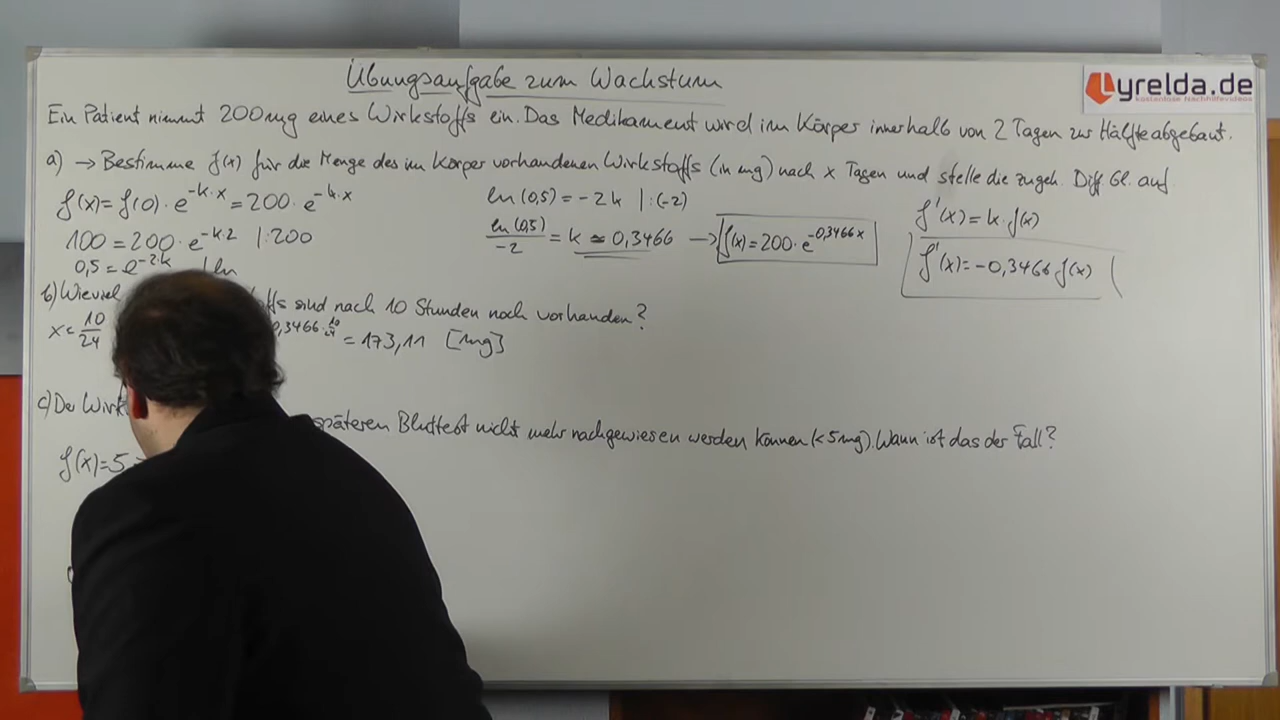 Übungsaufgabe zum Wachstum
Lyrelda.de
kostenlose Nachhilfevideos
Ein Patient nimmt 200mg eines Wirkstoffs ein. Das Medikament wird im Körper innerhalb von 2 Tagen zur Hälfte abgebaut.
a) → Bestimme f(x) für die Menge des im Körper vorhandenen Wirkstoffs (in mg) nach x Tagen und stelle die zugeh. Diff. Gl. auf
f(x) = f(0) · e^{-k·x} = 200 · e^{-k·x}
100 = 200 · e^{-k·2} |:200
0,5 = e^{-2·k} | ln
ln(0,5) = -2k |:(-2)
ln(0,5)/-2 = k ≃ 0,3466 → f(x) = 200 · e^{-0,3466x}
f'(x) = k · f(x)
f'(x) = -0,3466 f(x)
b) Wieviel sind nach 10 Stunden noch vorhanden?
x = 10/24 0,3466 · 10/24 = 173,11 [mg]
c) Der späteren Bluttest nicht mehr nachgewiesen werden können (<5mg). Wann ist das der Fall?
f(x) = 5